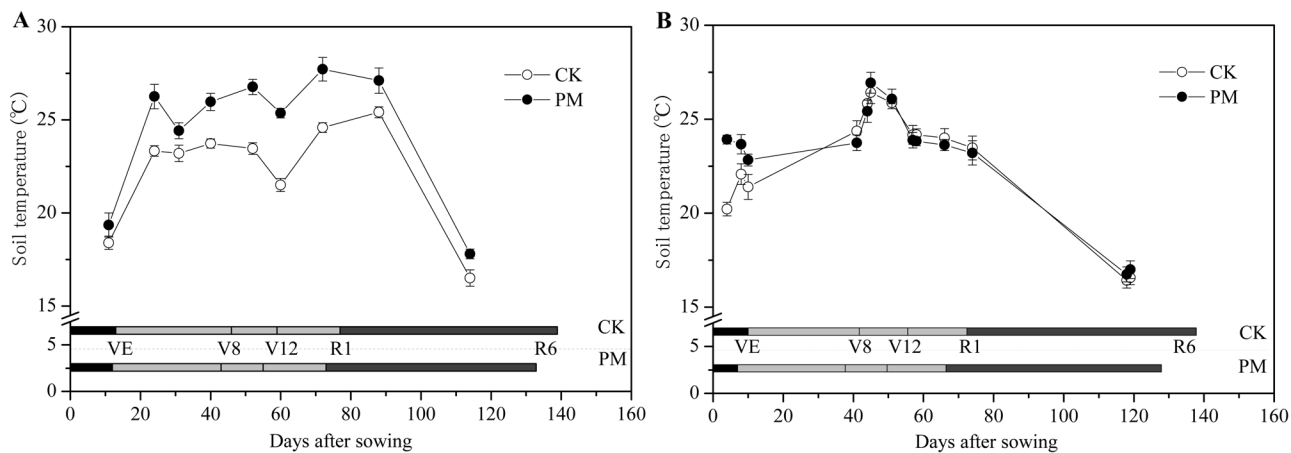 A
30
25
20
15
5
0
Soil temperature (℃)
CK
PM
CK
VE V8 V12 R1 R6
PM
0 20 40 60 80 100 120 140 160
Days after sowing
B
30
25
20
15
5
0
Soil temperature (℃)
CK
PM
CK
VE V8 V12 R1 R6
PM
0 20 40 60 80 100 120 140 160
Days after sowing